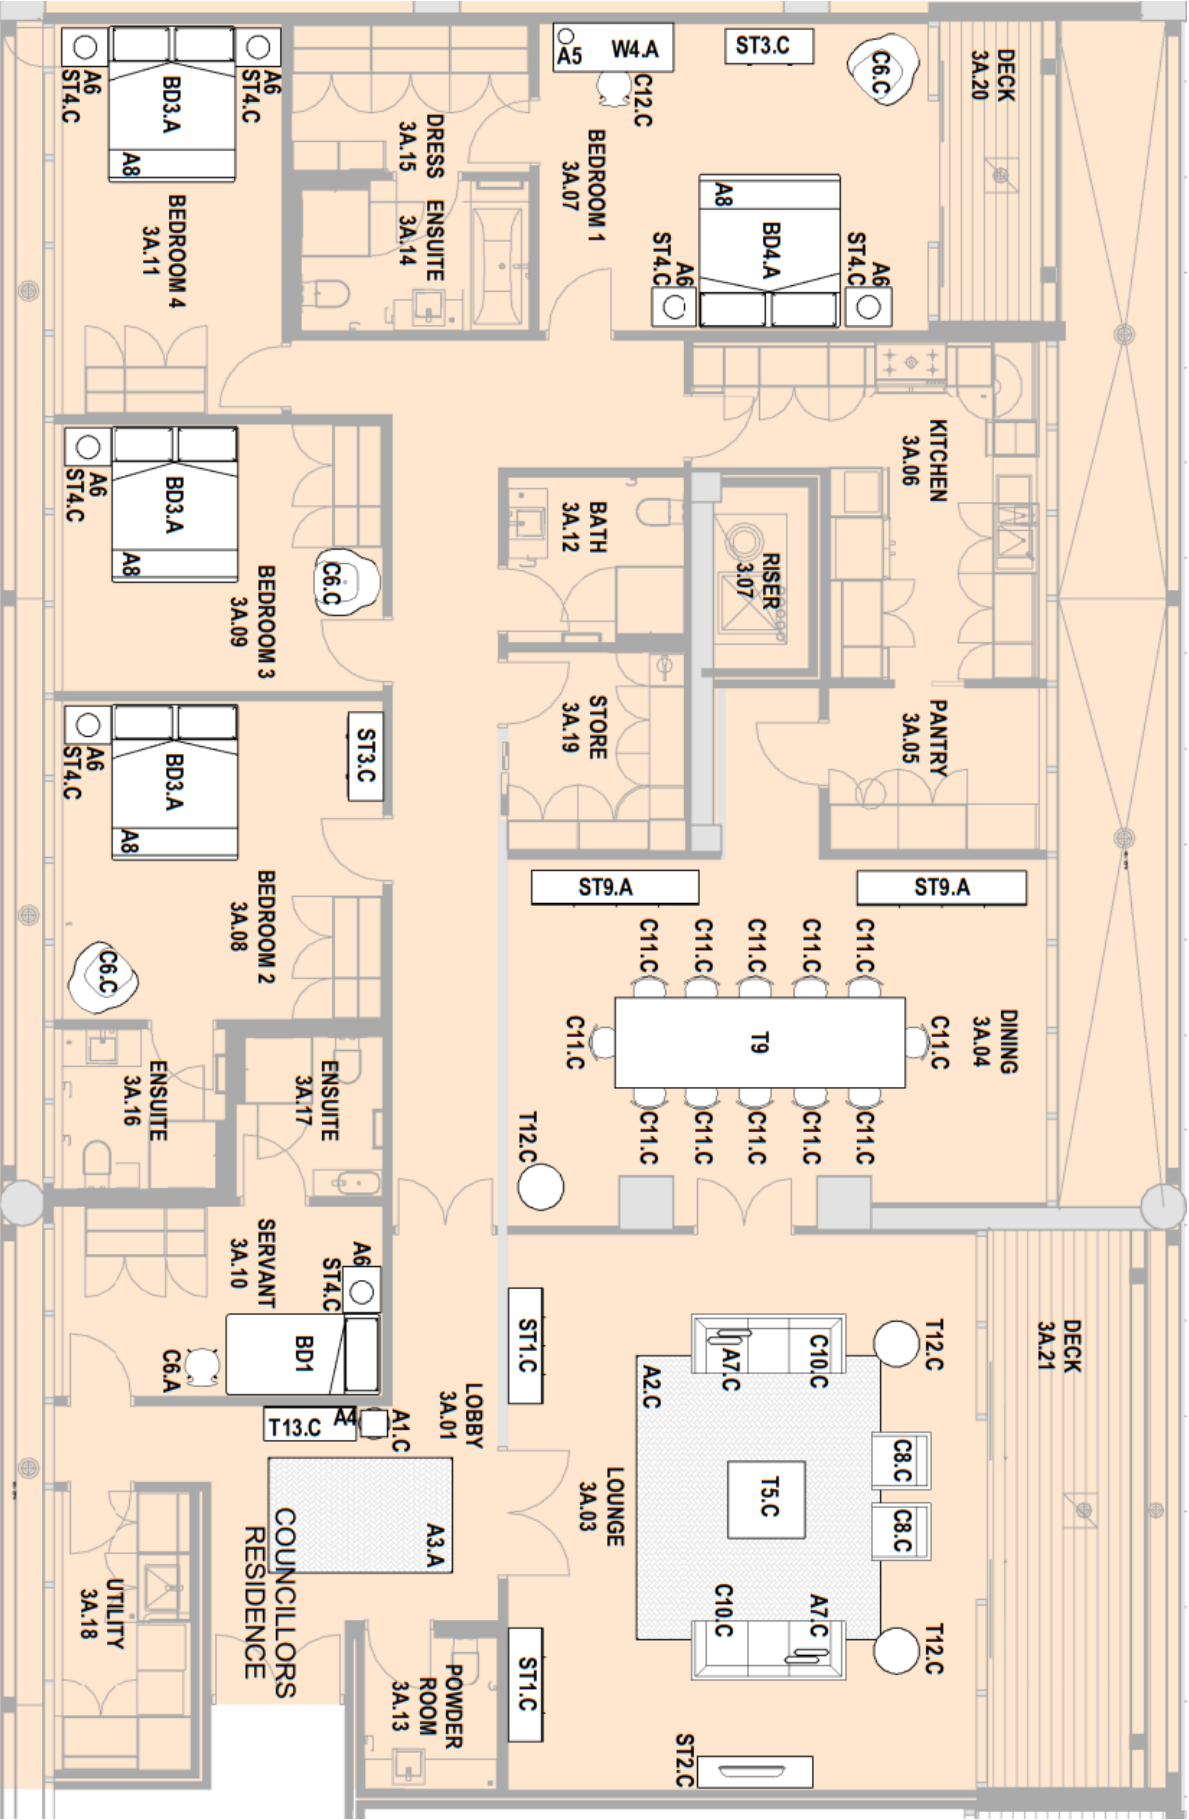 A6
ST4.C
BD3.A
A8
A6
ST4.C
BEDROOM 4
3A.11
DRESS
3A.15
ENSUITE
3A.14
A5
W4.A
C12.C
ST3.C
C6.C
BEDROOM 1
3A.07
A8
BD4.A
A6
ST4.C
A6
ST4.C
DECK
3A.20
A6
ST4.C
BD3.A
A8
C6.C
BEDROOM 3
3A.09
BATH
3A.12
RISER
3.07
KITCHEN
3A.06
STORE
3A.19
PANTRY
3A.05
A6
ST4.C
BD3.A
A8
ST3.C
BEDROOM 2
3A.08
C6.C
ST9.A
ST9.A
C11.C
C11.C
C11.C
C11.C
C11.C
C11.C
T9
C11.C
C11.C
C11.C
C11.C
C11.C
C11.C
DINING
3A.04
T12.C
ENSUITE
3A.16
ENSUITE
3A.17
SERVANT
3A.10
A6
ST4.C
BD1
C6.A
T13.C
A4
A1.C
LOBBY
3A.01
A3.A
COUNCILLORS
RESIDENCE
UTILITY
3A.18
POWDER
ROOM
3A.13
ST1.C
ST1.C
LOUNGE
3A.03
A2.C
A7.C
C10.C
T12.C
C8.C
C8.C
T5.C
C10.C
A7.C
T12.C
ST2.C
DECK
3A.21